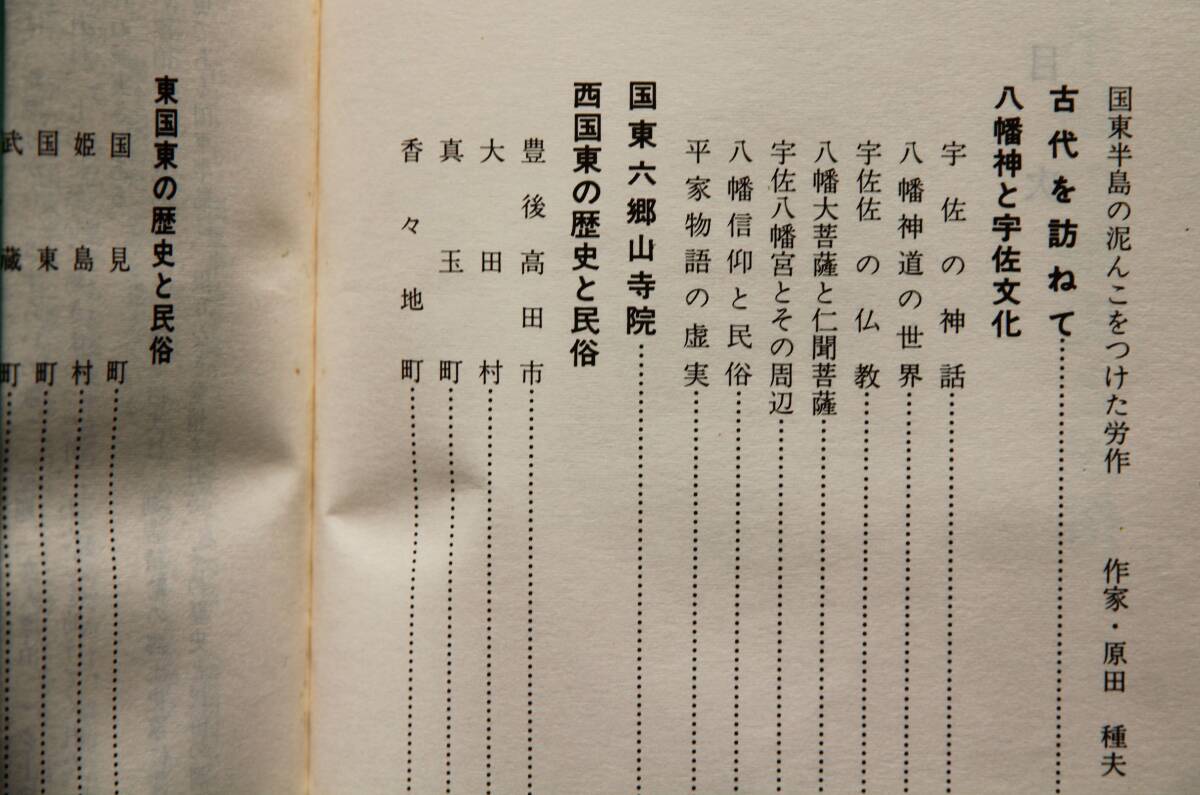 国東半島の泥んこをつけた労作 作家・原田 種夫
古代を訪ねて
八幡神と宇佐文化
宇佐の神話
八幡神道の世界
宇佐佐の仏教
八幡大菩薩と仁聞菩薩
宇佐八幡宮とその周辺
八幡信仰と民俗
平家物語の虚実
国東六郷山寺院
西国東の歴史と民俗
豊後高田市
大田村
真玉町
香々地町
東国東の歴史と民俗
国見町
姫島村
国東町
武蔵町